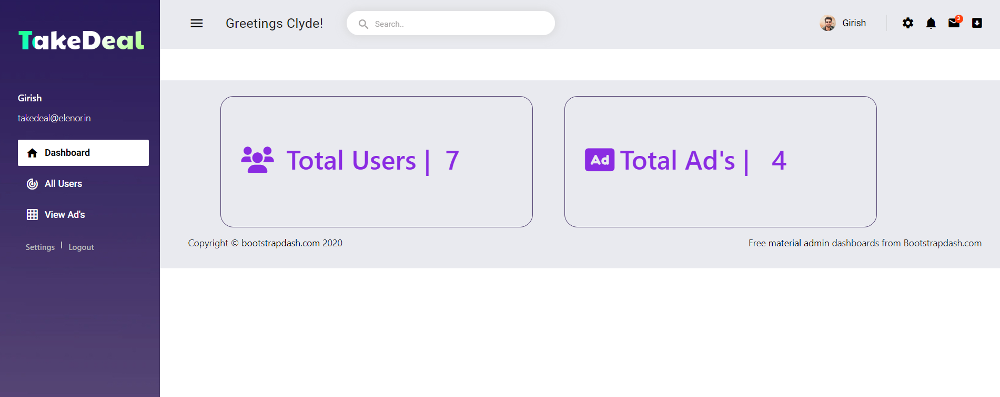 TakeDeal
Greetings Clyde!
Search..
Girish
3
Girish
takedeal@elenor.in
Dashboard
All Users
View Ad's
Settings | Logout
Total Users | 7
Ad Total Ad's | 4
Copyright © bootstrapdash.com 2020
Free material admin dashboards from Bootstrapdash.com